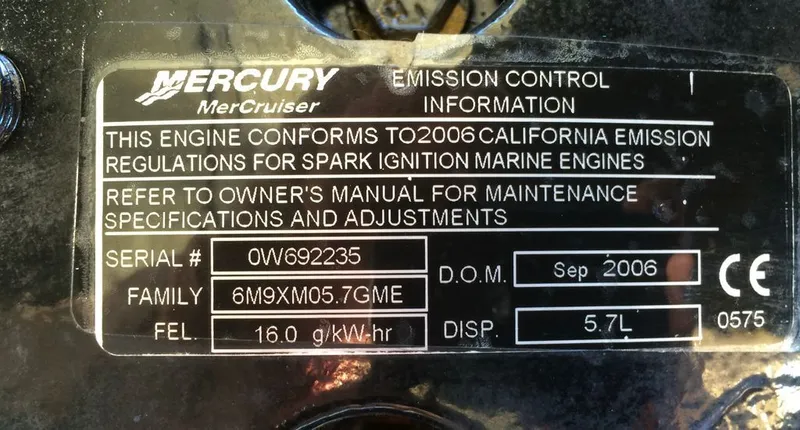 MERCURY
MerCruiser
EMISSION CONTROL
INFORMATION
THIS ENGINE CONFORMS TO 2006 CALIFORNIA EMISSION
REGULATIONS FOR SPARK IGNITION MARINE ENGINES
REFER TO OWNER'S MANUAL FOR MAINTENANCE
SPECIFICATIONS AND ADJUSTMENTS
SERIAL # 0W692235
FAMILY 6M9XM05.7GME
FEL. 16.0 g/kW-hr
D.O.M. Sep 2006
DISP. 5.7L
CE
0575